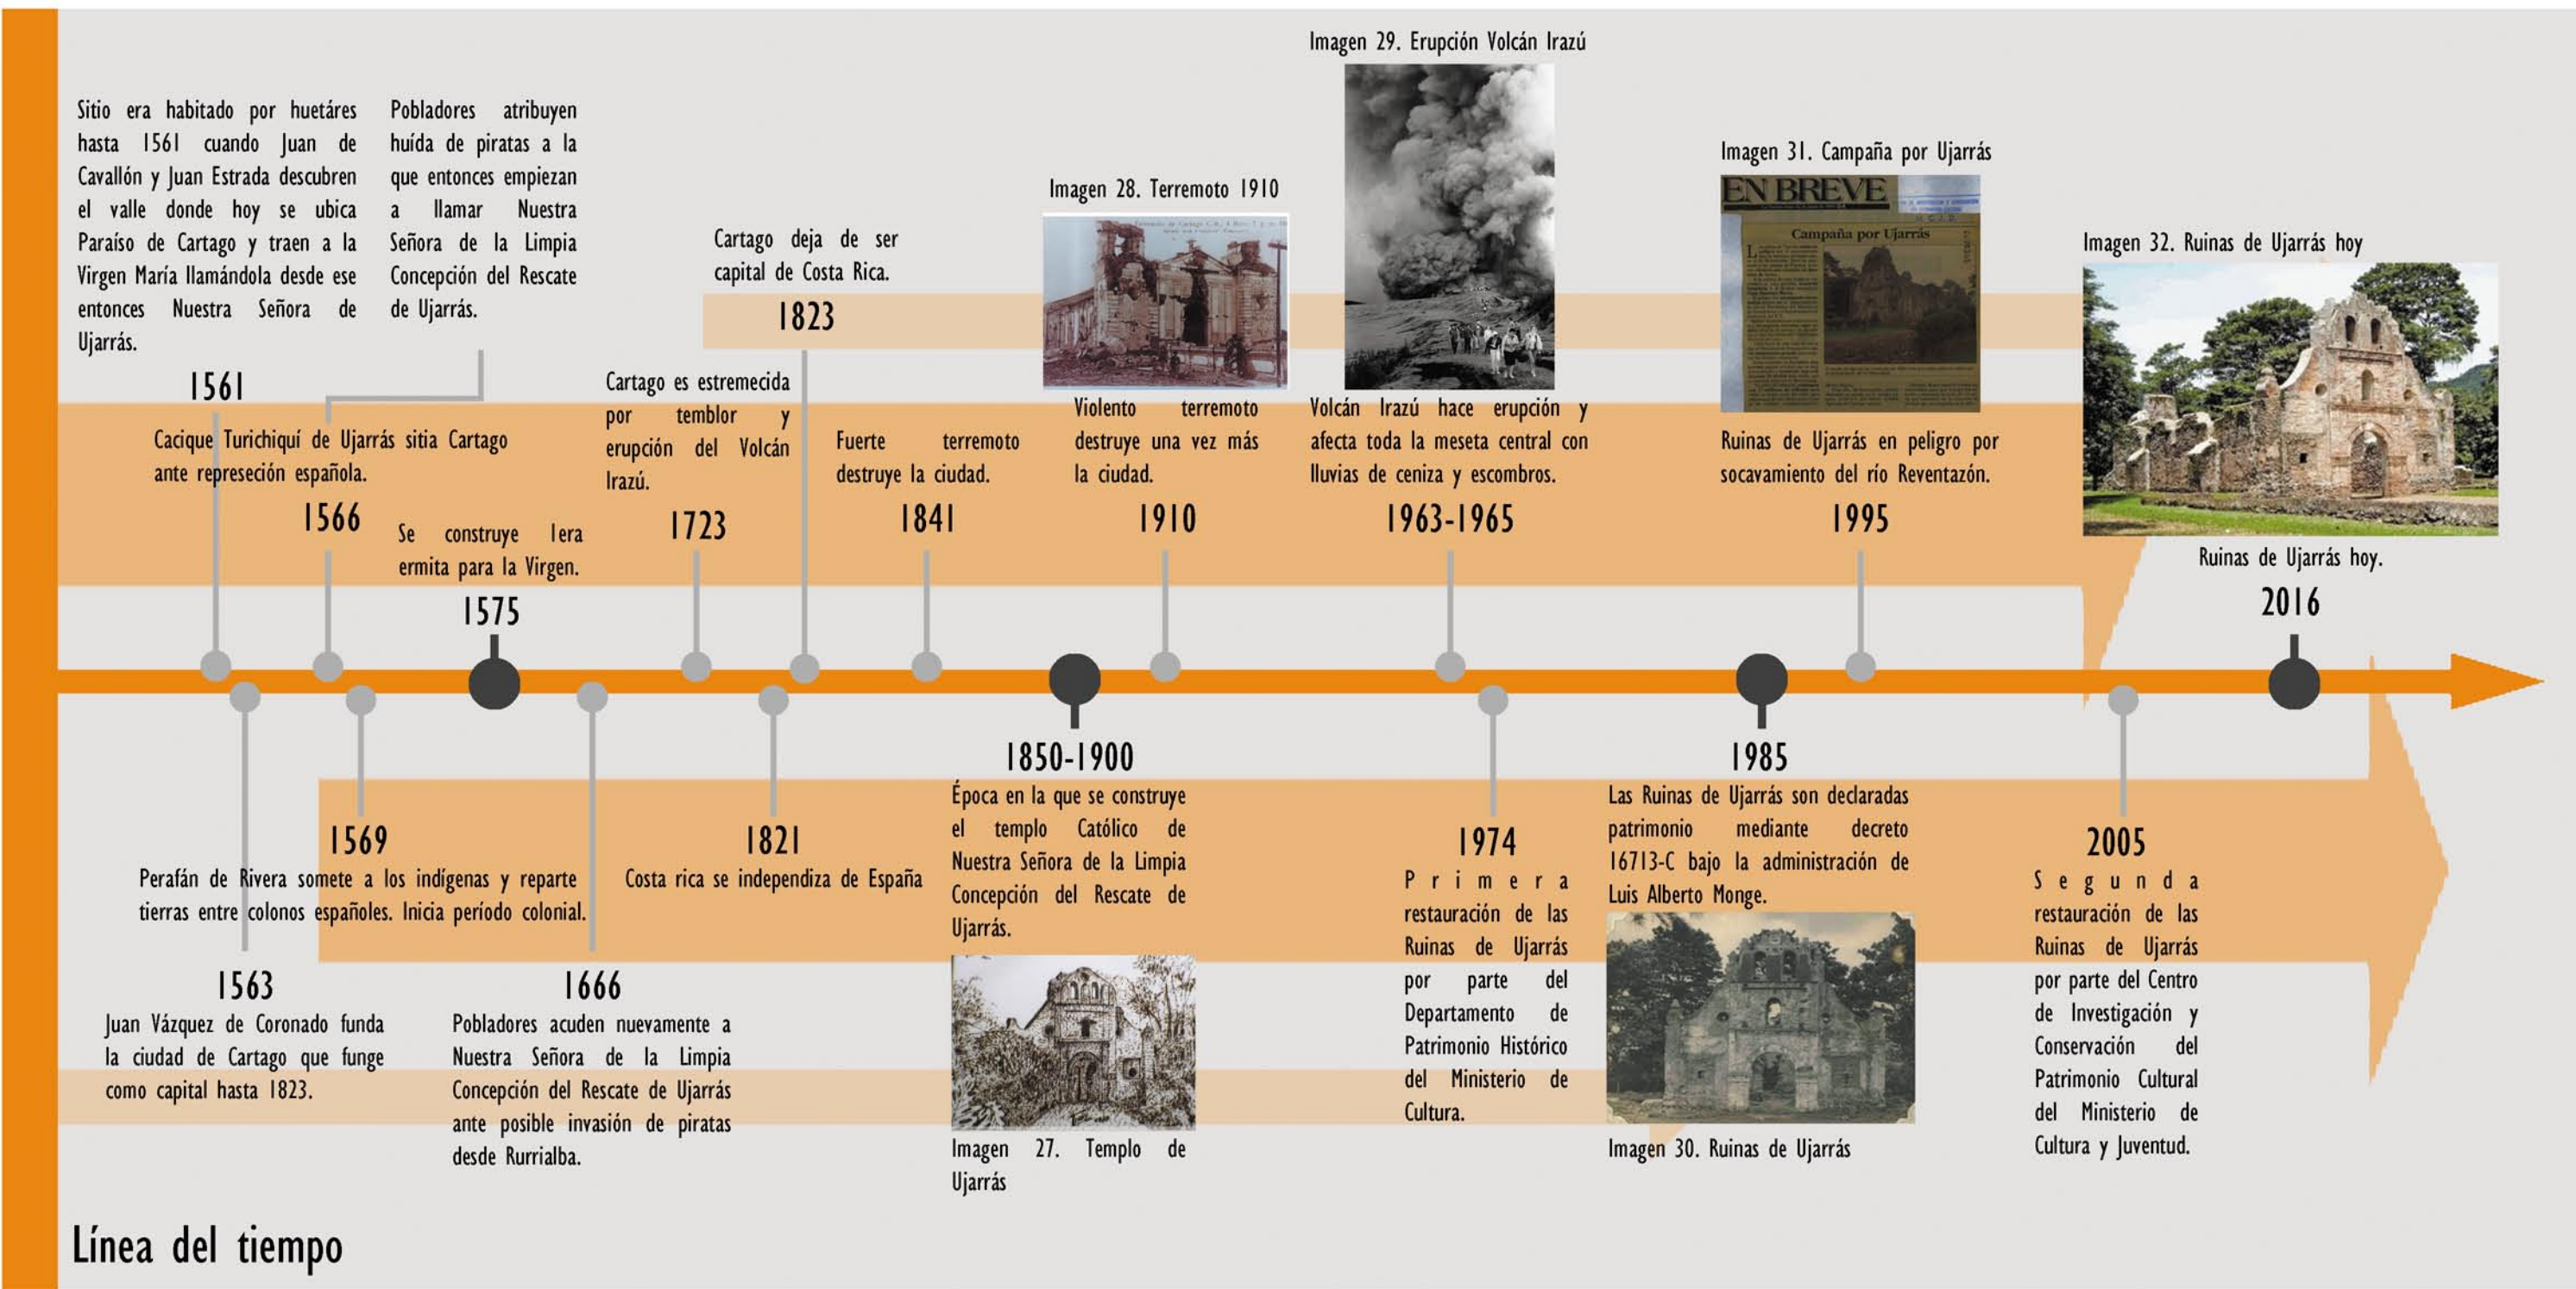 Sitio era habitado por huetáres
hasta 1561 cuando Juan de
Cavallón y Juan Estrada descubren
el valle donde hoy se ubica
Paraíso de Cartago y traen a la
Virgen María llamándola desde ese
entonces Nuestra Señora de
Ujarrás.
1561
Pobladores atribuyen
huída de piratas a la
que entonces empiezan
a llamar Nuestra
Señora de la Limpia
Concepción del Rescate
de Ujarrás.
Cacique Turichiquí de Ujarrás sitia Cartago
ante represeción española.
1566
Se construye 1era
ermita para la Virgen.
1575
Cartago es estremecida
por temblor y
erupción del Volcán
Irazú.
1723
Cartago deja de ser
capital de Costa Rica.
1823
Fuerte terremoto
destruye la ciudad.
1841
Imagen 28. Terremoto 1910
Violento terremoto
destruye una vez más
la ciudad.
1910
Imagen 29. Erupción Volcán Irazú
Volcán Irazú hace erupción y
afecta toda la meseta central con
lluvias de ceniza y escombros.
1963-1965
Imagen 31. Campaña por Ujarrás
EN BREVE
Campaña por Ujarrás
Ruinas de Ujarrás en peligro por
socavamiento del río Reventazón.
1995
Imagen 32. Ruinas de Ujarrás hoy
Ruinas de Ujarrás hoy.
2016
1563
Juan Vázquez de Coronado funda
la ciudad de Cartago que funge
como capital hasta 1823.
1569
Perafán de Rivera somete a los indígenas y reparte
tierras entre colonos españoles. Inicia período colonial.
1666
Pobladores acuden nuevamente a
Nuestra Señora de la Limpia
Concepción del Rescate de Ujarrás
ante posible invasión de piratas
desde Rurrialba.
1821
Costa rica se independiza de España
1850-1900
Época en la que se construye
el templo Católico de
Nuestra Señora de la Limpia
Concepción del Rescate de
Ujarrás.
Imagen 27. Templo de
Ujarrás
1974
Primera
restauración de las
Ruinas de Ujarrás
por parte del
Departamento de
Patrimonio Histórico
del Ministerio de
Cultura.
1985
Las Ruinas de Ujarrás son declaradas
patrimonio mediante decreto
16713-C bajo la administración de
Luis Alberto Monge.
Imagen 30. Ruinas de Ujarrás
2005
Segunda
restauración de las
Ruinas de Ujarrás
por parte del Centro
de Investigación y
Conservación del
Patrimonio Cultural
del Ministerio de
Cultura y Juventud.
Línea del tiempo